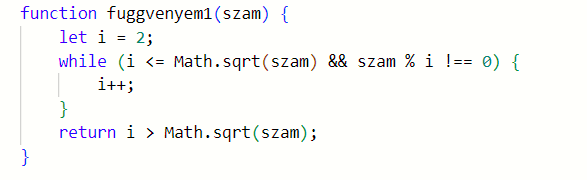 function fuggvenyem1(szam) {
    let i = 2;
    while (i <= Math.sqrt(szam) && szam % i !== 0) {
        i++;
    }
    return i > Math.sqrt(szam);
}